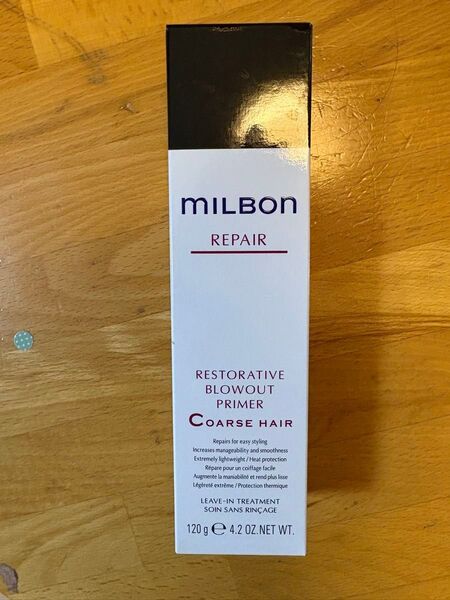 MILBON
REPAIR
RESTORATIVE
BLOWOUT
PRIMER
COARSE HAIR
Repairs for easy styling
Increases manageability and smoothness
Extremely lightweight / Heat protection
Répare pour un coiffage facile
Augmente la maniabilité et rend plus lisse
Légèreté extrême / Protection thermique
LEAVE-IN TREATMENT
SOIN SANS RINÇAGE
120 g ℮ 4.2 OZ.NET WT.